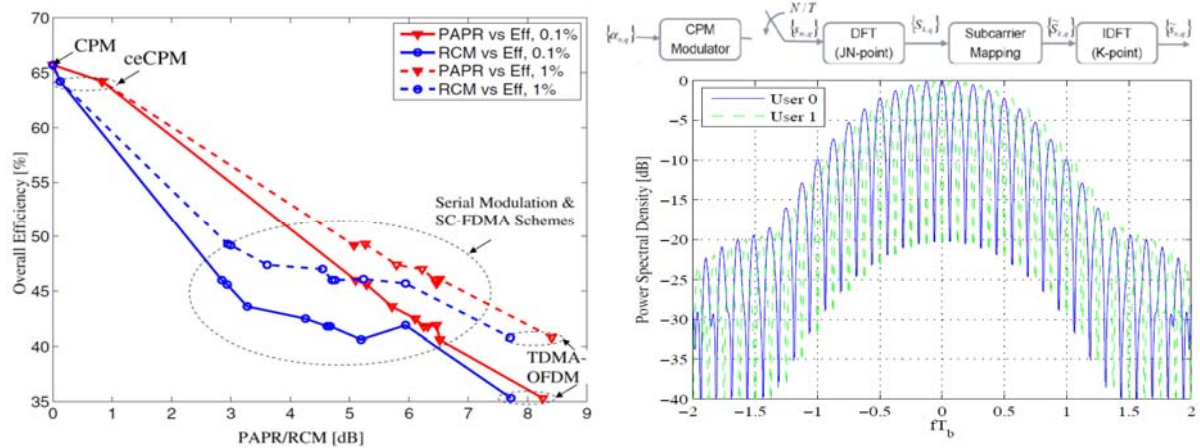 70
65
60
55
50
45
40
35
0
1
2
3
4
5
6
7
8
9
Overall Efficiency [%]
PAPR/RCM [dB]
CPM
ceCPM
PAPR vs Eff, 0.1%
RCM vs Eff, 0.1%
PAPR vs Eff, 1%
RCM vs Eff, 1%
Serial Modulation &
SC-FDMA Schemes
TDMA-
OFDM
N/T
CPM
Modulator
DFT
(JN-point)
Subcarrier
Mapping
IDFT
(K-point)
User 0
User 1
0
−5
−10
−15
−20
−25
−30
−35
−40
−2
−1.5
−1
−0.5
0
0.5
1
1.5
2
Power Spectral Density [dB]
fT_b